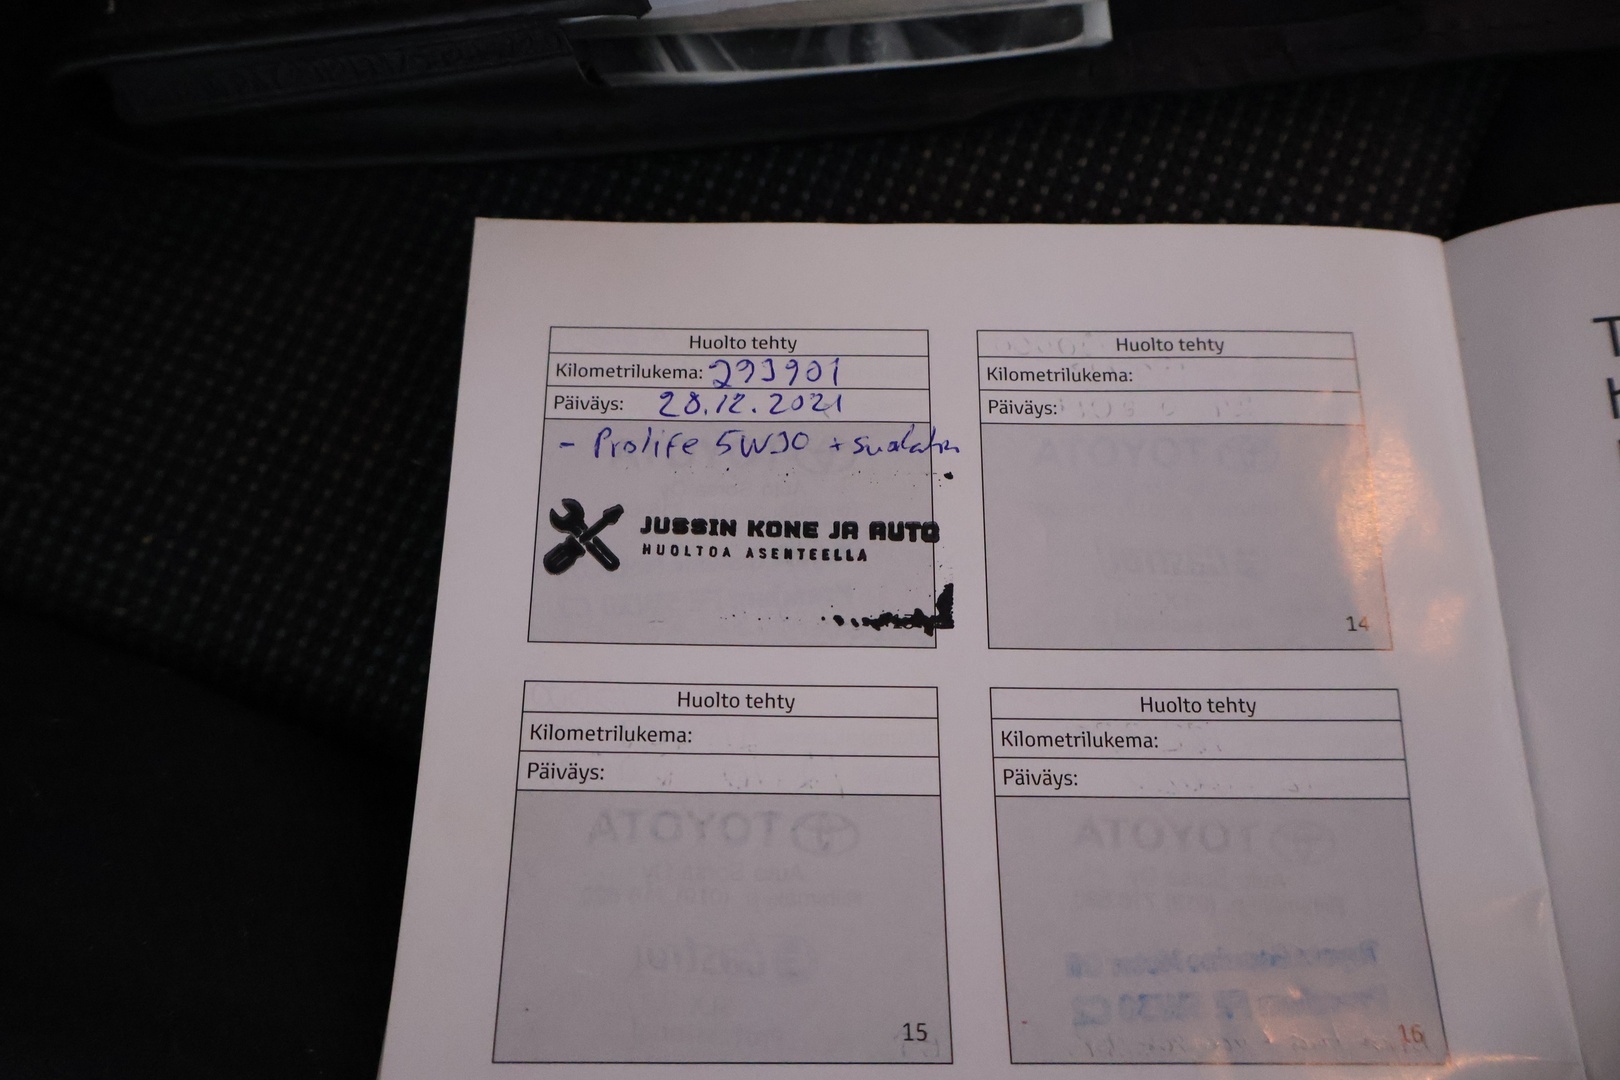 Huolto tehty
Kilometrilukema: 293901
Päiväys: 28.12.2021
- Prolife 5W30 +
JUSSIN KONE JA AUTO
HUOLTOA ASENTEELLA
Huolto tehty
Kilometrilukema:
Päiväys:
14
Huolto tehty
Kilometrilukema:
Päiväys:
15
Huolto tehty
Kilometrilukema:
Päiväys:
16